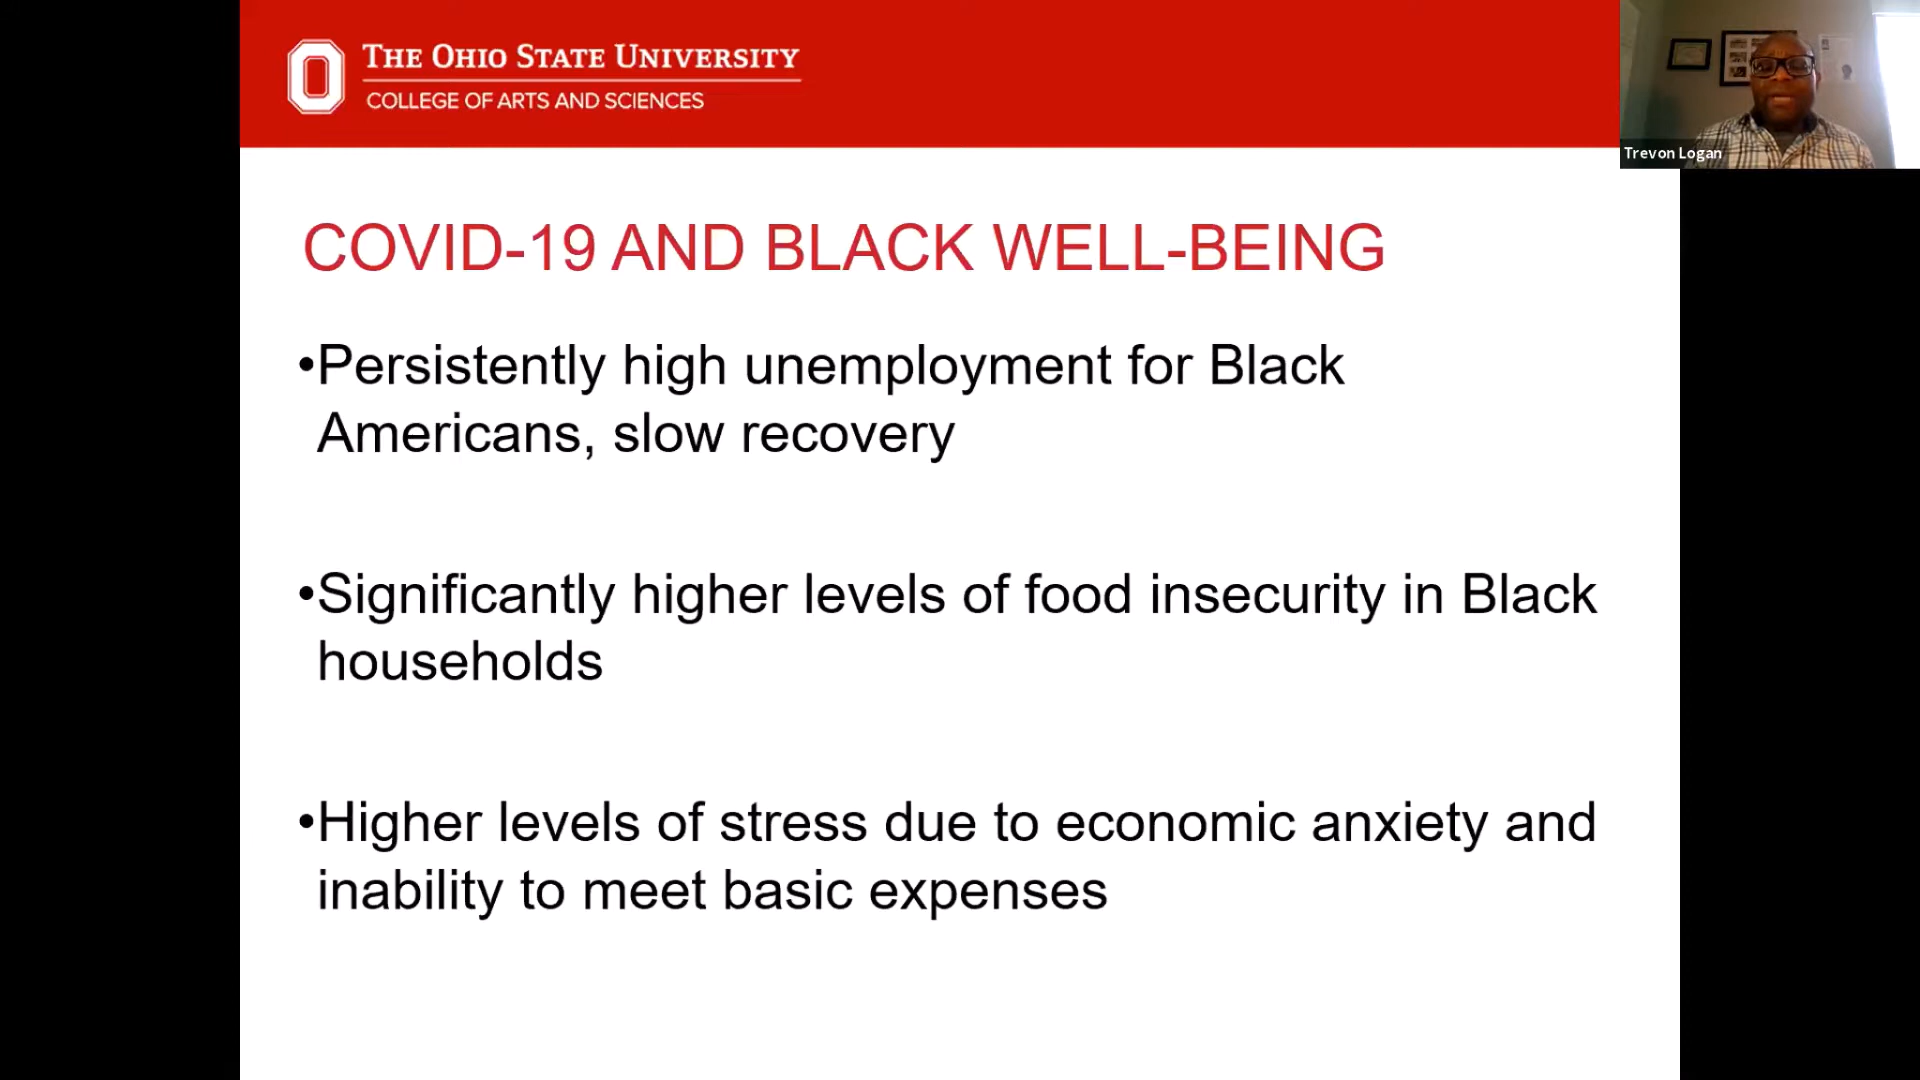 THE OHIO STATE UNIVERSITY
COLLEGE OF ARTS AND SCIENCES
Trevon Logan
COVID-19 AND BLACK WELL-BEING
•Persistently high unemployment for Black
Americans, slow recovery
•Significantly higher levels of food insecurity in Black
households
•Higher levels of stress due to economic anxiety and
inability to meet basic expenses